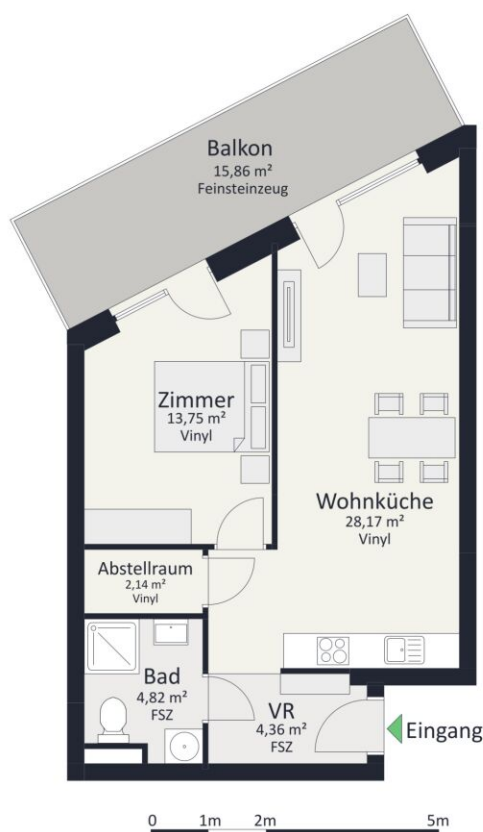 Balkon
15,86 m²
Feinsteinzeug
Zimmer
13,75 m²
Vinyl
Wohnküche
28,17 m²
Vinyl
Abstellraum
2,14 m²
Vinyl
Bad
4,82 m²
FSZ
VR
4,36 m²
FSZ
Eingang
0 1m 2m 5m